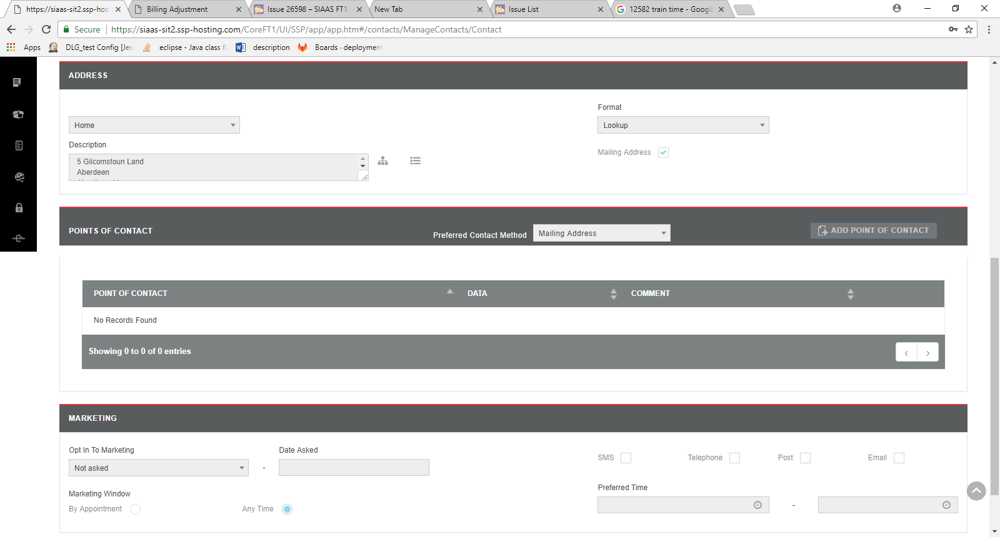 https://siaas-sit2.ssp-hos
Billing Adjustment
Issue 26598 – SIAAS FT1
New Tab
Issue List
12582 train time - Googl
Secure
https://siaas-sit2.ssp-hosting.com/CoreFT1/UI/SSP/app/app.htm#/contacts/ManageContacts/Contact
Apps
DLG_test Config [Jen
eclipse - Java class fi
description
Boards · deployment
ADDRESS
Format
Home
Lookup
Description
Mailing Address
5 Gilcomstoun Land
Aberdeen
POINTS OF CONTACT
Preferred Contact Method
Mailing Address
ADD POINT OF CONTACT
POINT OF CONTACT
DATA
COMMENT
No Records Found
Showing 0 to 0 of 0 entries
MARKETING
Opt In To Marketing
Date Asked
SMS
Telephone
Post
Email
Not asked
-
Marketing Window
Preferred Time
By Appointment
Any Time
-